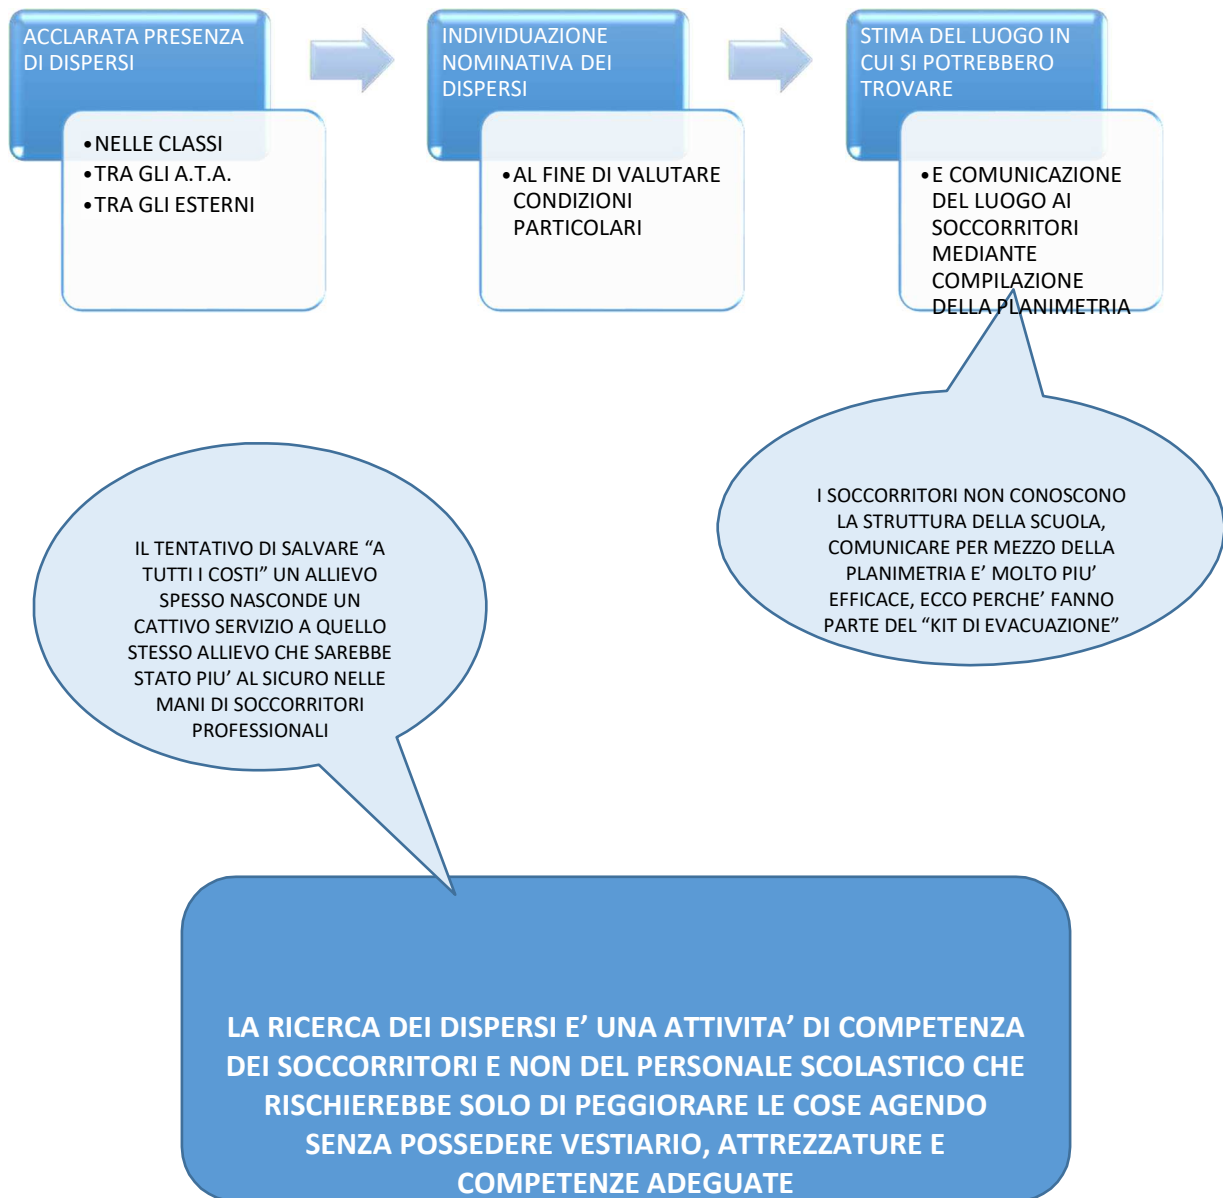 ACCLARATA PRESENZA
DI DISPERSI
•NELLE CLASSI
•TRA GLI A.T.A.
•TRA GLI ESTERNI
INDIVIDUAZIONE
NOMINATIVA DEI
DISPERSI
•AL FINE DI VALUTARE
CONDIZIONI
PARTICOLARI
STIMA DEL LUOGO IN
CUI SI POTREBBERO
TROVARE
•E COMUNICAZIONE
DEL LUOGO AI
SOCCORRITORI
MEDIANTE
COMPILAZIONE
DELLA PLANIMETRIA
I SOCCORRITORI NON CONOSCONO
LA STRUTTURA DELLA SCUOLA,
COMUNICARE PER MEZZO DELLA
PLANIMETRIA E’ MOLTO PIU’
EFFICACE, ECCO PERCHE’ FANNO
PARTE DEL “KIT DI EVACUAZIONE”
IL TENTATIVO DI SALVARE “A
TUTTI I COSTI” UN ALLIEVO
SPESSO NASCONDE UN
CATTIVO SERVIZIO A QUELLO
STESSO ALLIEVO CHE SAREBBE
STATO PIU’ AL SICURO NELLE
MANI DI SOCCORRITORI
PROFESSIONALI
LA RICERCA DEI DISPERSI E’ UNA ATTIVITA’ DI COMPETENZA
DEI SOCCORRITORI E NON DEL PERSONALE SCOLASTICO CHE
RISCHIEREBBE SOLO DI PEGGIORARE LE COSE AGENDO
SENZA POSSEDERE VESTIARIO, ATTREZZATURE E
COMPETENZE ADEGUATE